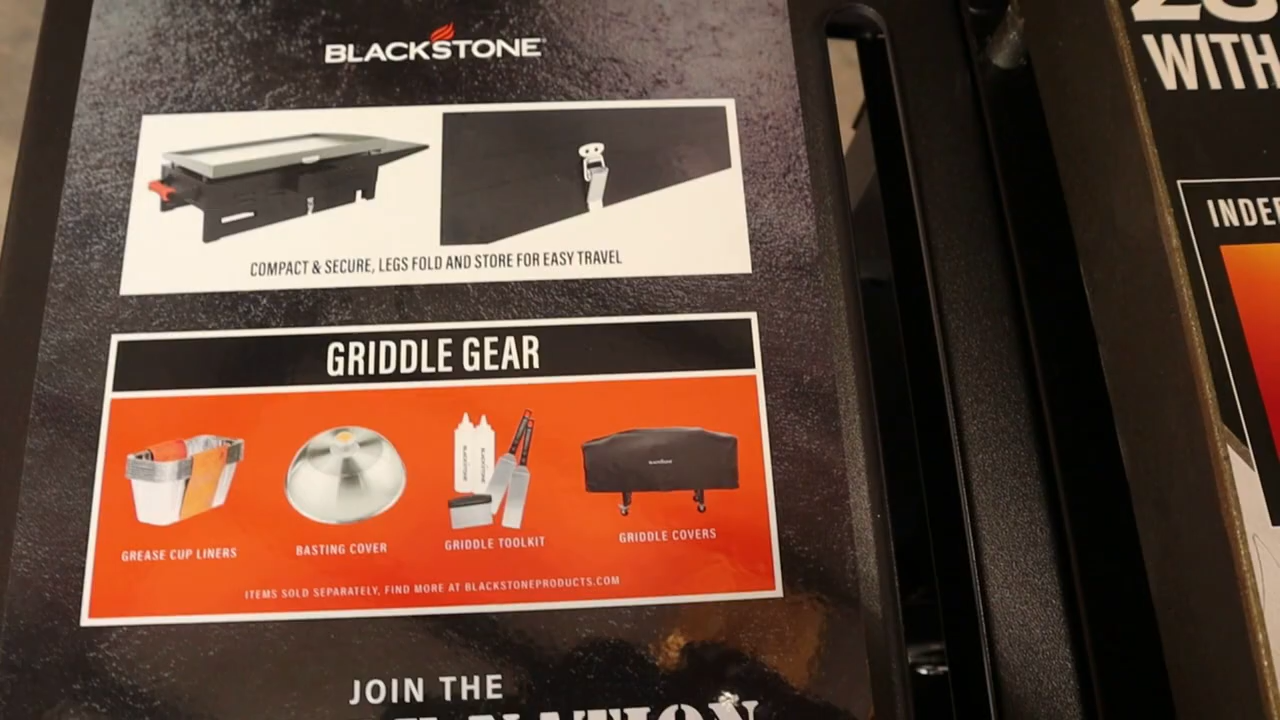 BLACKSTONE
COMPACT & SECURE, LEGS FOLD AND STORE FOR EASY TRAVEL
GRIDDLE GEAR
GREASE CUP LINERS
BASTING COVER
GRIDDLE TOOLKIT
GRIDDLE COVERS
ITEMS SOLD SEPARATELY, FIND MORE AT BLACKSTONEPRODUCTS.COM
JOIN THE
NATION
WITH